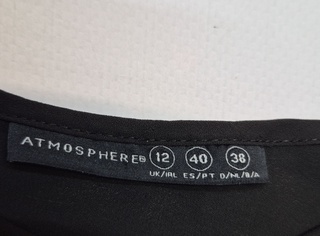 ATMOSPHERE® 12 40 38
UK/IRL ES/PT D/NL/B/A